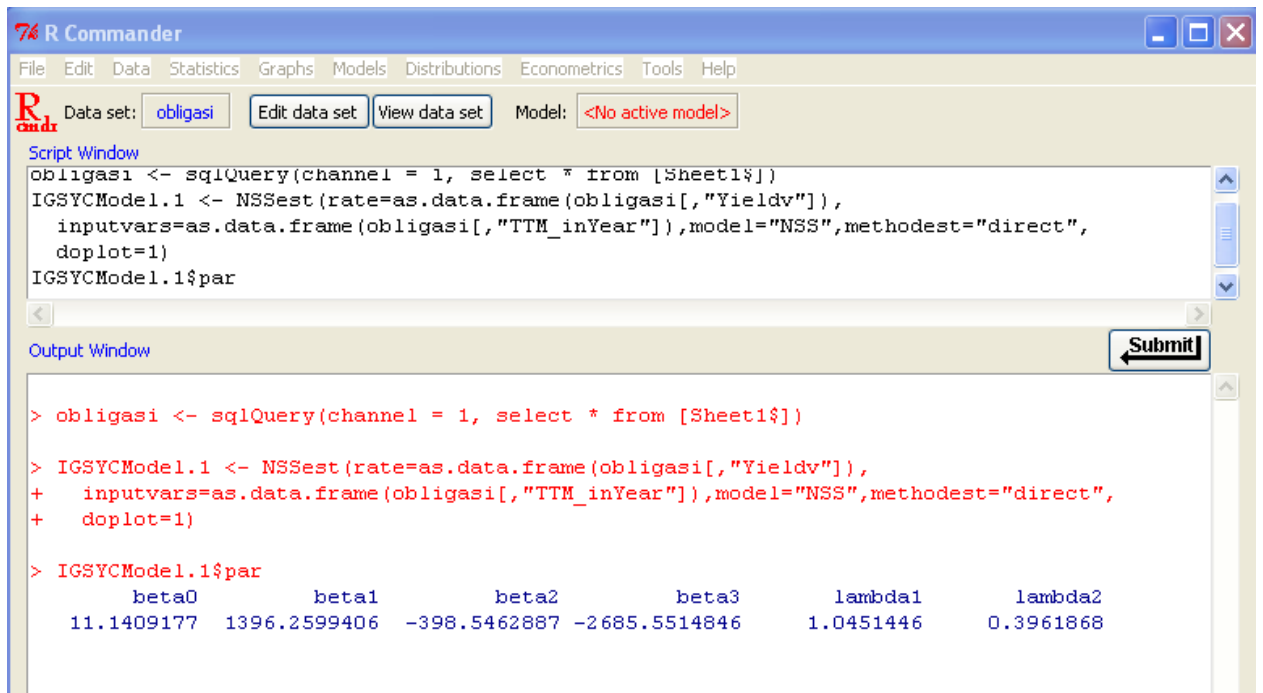 R Commander
File Edit Data Statistics Graphs Models Distributions Econometrics Tools Help
R cmdr Data set: obligasi Edit data set View data set Model: <No active model>
Script Window
obligasi <- sqlQuery(channel = 1, select * from [Sheet1$])
IGSYCModel.1 <- NSSest(rate=as.data.frame(obligasi[,"Yieldv"]),
inputvars=as.data.frame(obligasi[,"TTM_inYear"]),model="NSS",methodest="direct",
doplot=1)
IGSYCModel.1$par
Output Window Submit
> obligasi <- sqlQuery(channel = 1, select * from [Sheet1$])
> IGSYCModel.1 <- NSSest(rate=as.data.frame(obligasi[,"Yieldv"]),
+ inputvars=as.data.frame(obligasi[,"TTM_inYear"]),model="NSS",methodest="direct",
+ doplot=1)
> IGSYCModel.1$par
beta0 beta1 beta2 beta3 lambda1 lambda2
11.1409177 1396.2599406 -398.5462887 -2685.5514846 1.0451446 0.3961868